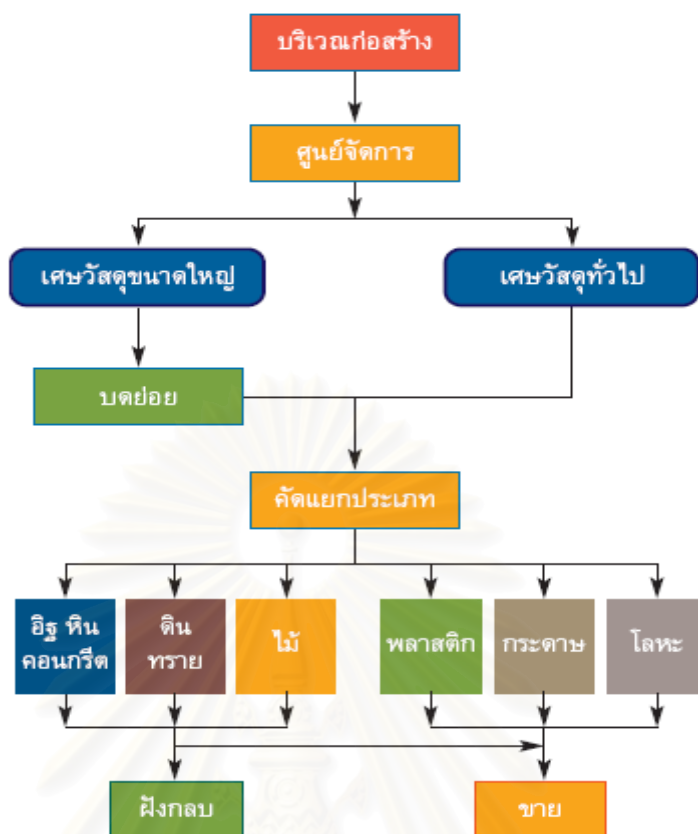 บริเวณก่อสร้าง
ศูนย์จัดการ
เศษวัสดุขนาดใหญ่
เศษวัสดุทั่วไป
บดย่อย
คัดแยกประเภท
อิฐ หิน
คอนกรีต
ดิน
ทราย
ไม้
พลาสติก
กระดาษ
โลหะ
ฝังกลบ
ขาย